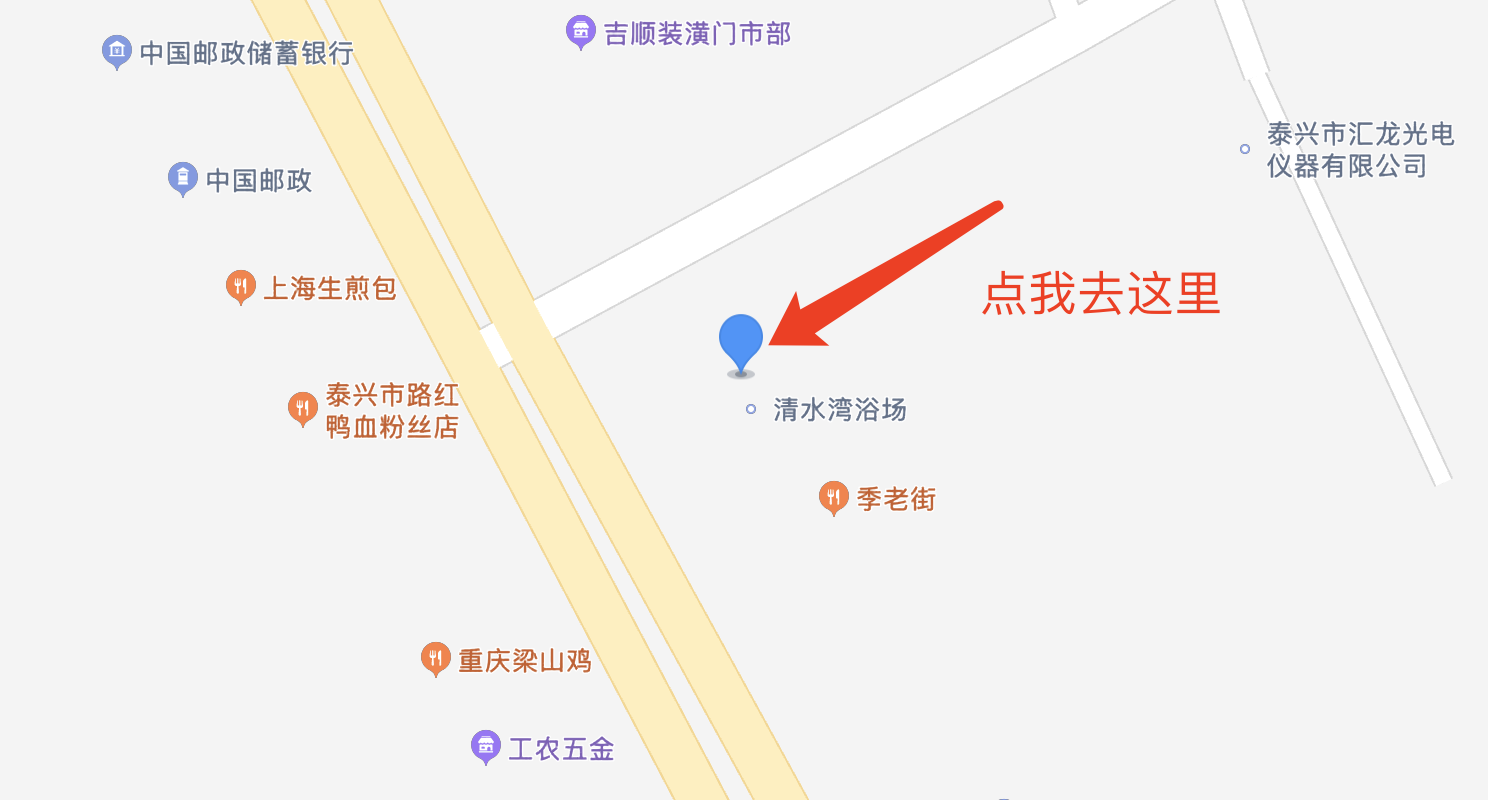 吉顺装潢门市部
中国邮政储蓄银行
泰兴市汇龙光电
仪器有限公司
中国邮政
上海生煎包
点我去这里
泰兴市路红
鸭血粉丝店
清水湾浴场
季老街
重庆梁山鸡
工农五金